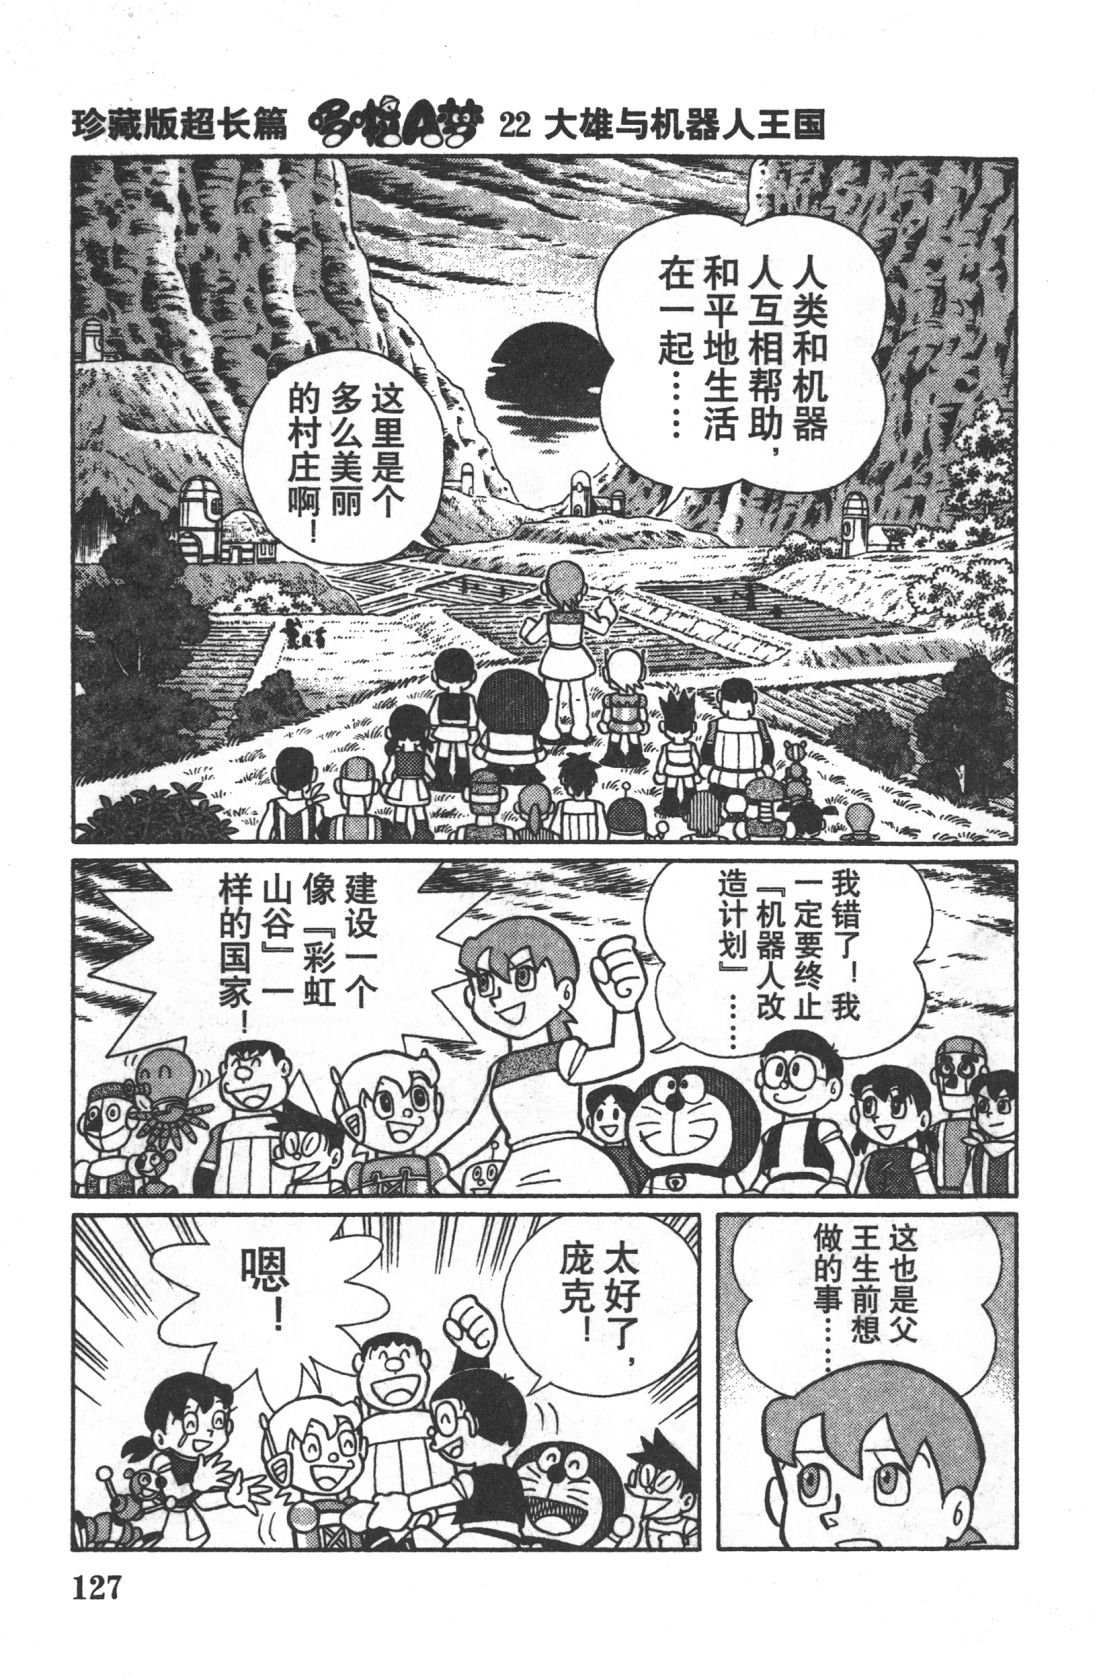 珍藏版超长篇 哆啦A梦 22 大雄与机器人王国
人类和机器
人互相帮助，
和平地生活
在一起……
这里是个
多么美丽
的村庄啊！
我错了！我
一定要终止
『机器人改
造计划』……
建设一个
像『彩虹
山谷』一
样的国家！
这也是父
王生前想
做的事……
太好了，
庞克！
嗯！
127